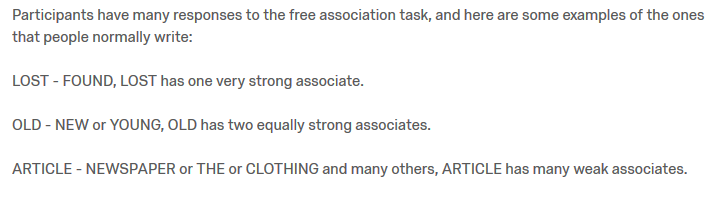 Participants have many responses to the free association task, and here are some examples of the ones
that people normally write:
LOST - FOUND, LOST has one very strong associate.
OLD - NEW or YOUNG, OLD has two equally strong associates.
ARTICLE - NEWSPAPER or THE or CLOTHING and many others, ARTICLE has many weak associates.